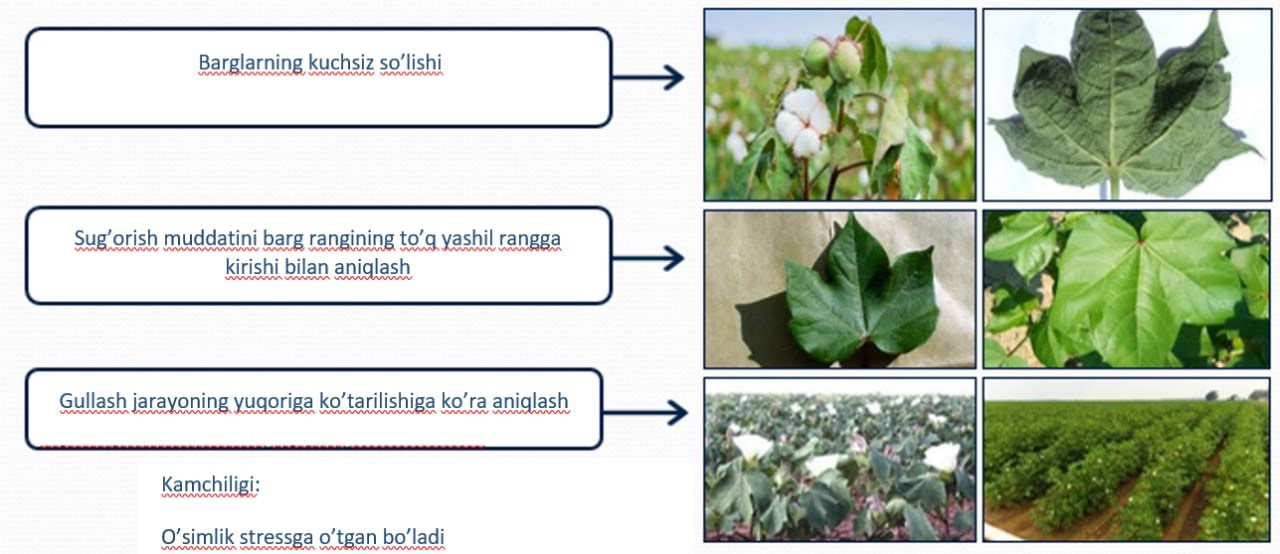 Barglarning kuchsiz so’lishi
Sug’orish muddatini barg rangining to’q yashil rangga
kirishi bilan aniqlash
Gullash jarayoning yuqoriga ko’tarilishiga ko’ra aniqlash
Kamchiligi:
O’simlik stressga o’tgan bo’ladi